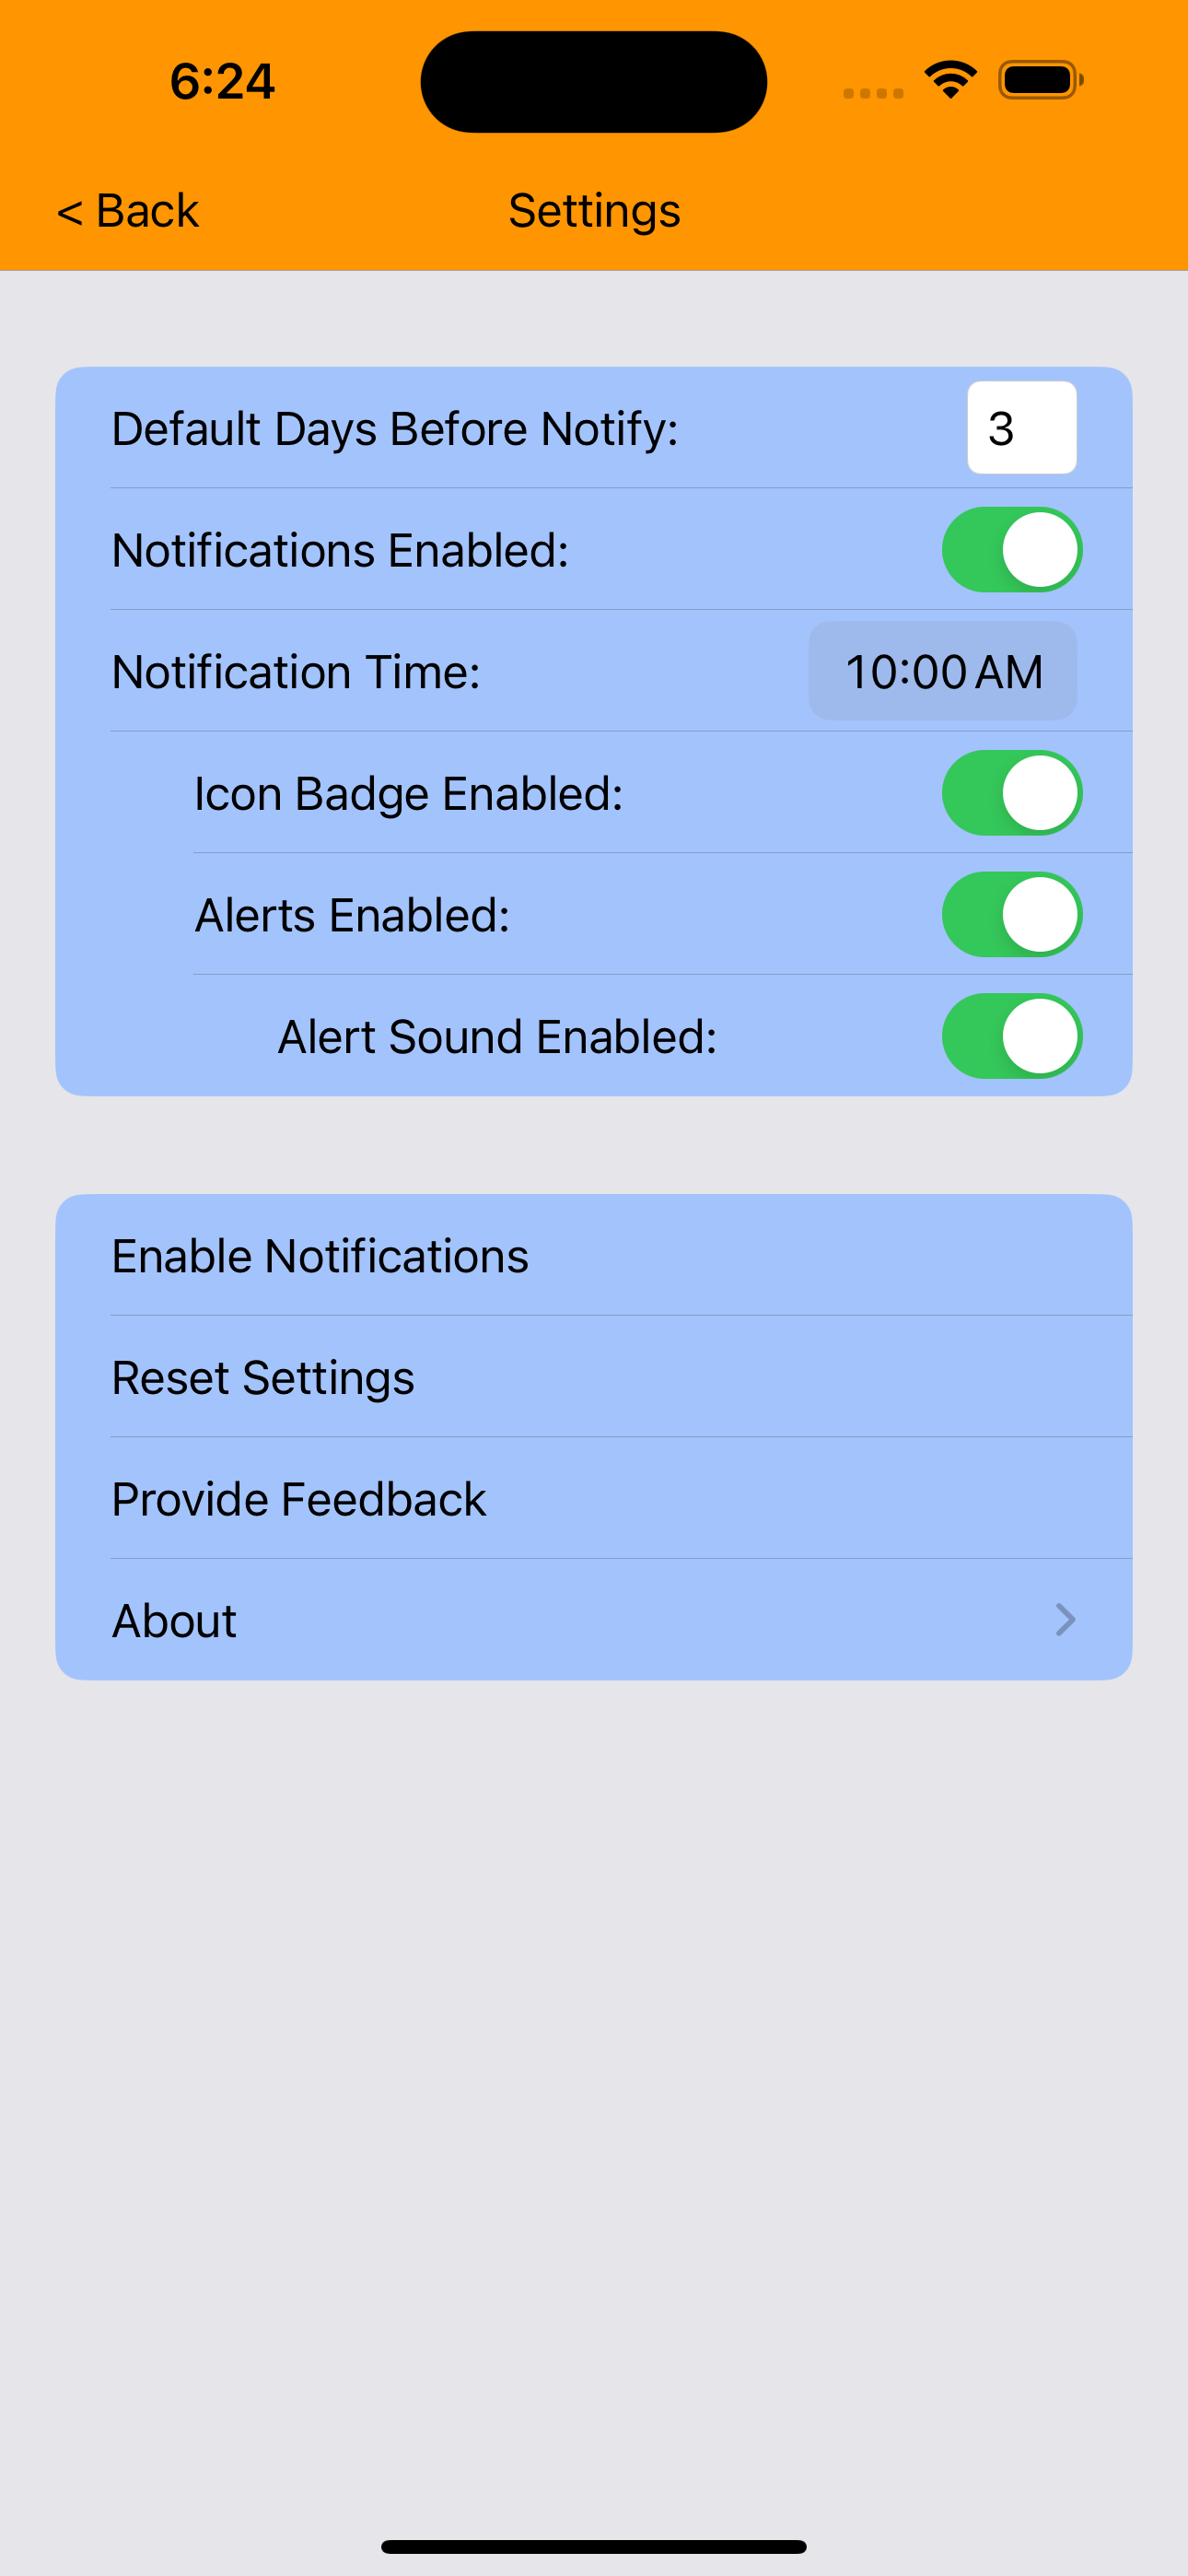 6:24
< Back Settings
Default Days Before Notify: 3
Notifications Enabled:
Notification Time: 10:00 AM
Icon Badge Enabled:
Alerts Enabled:
Alert Sound Enabled:
Enable Notifications
Reset Settings
Provide Feedback
About